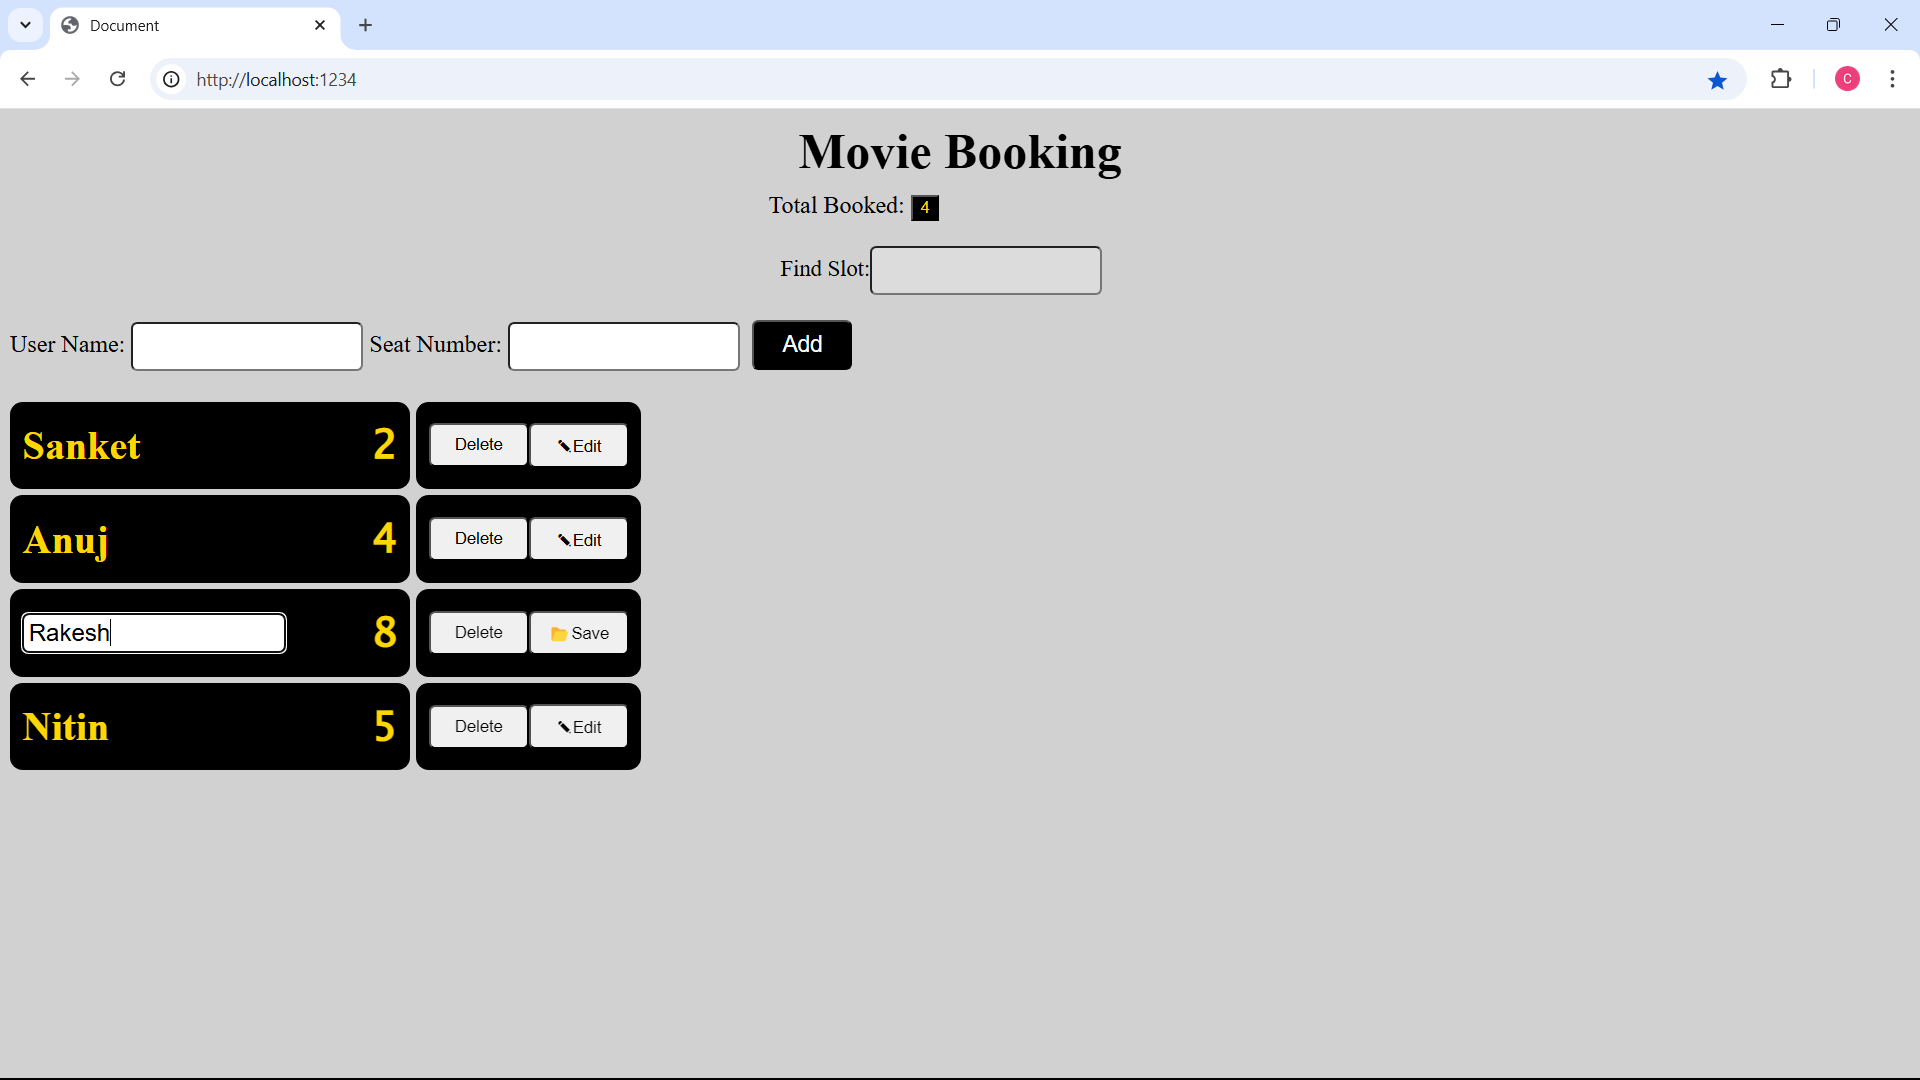 Document
http://localhost:1234
C
Movie Booking
Total Booked: 4
Find Slot:
User Name: Seat Number: Add
Sanket 2 Delete Edit
Anuj 4 Delete Edit
Rakesh 8 Delete Save
Nitin 5 Delete Edit